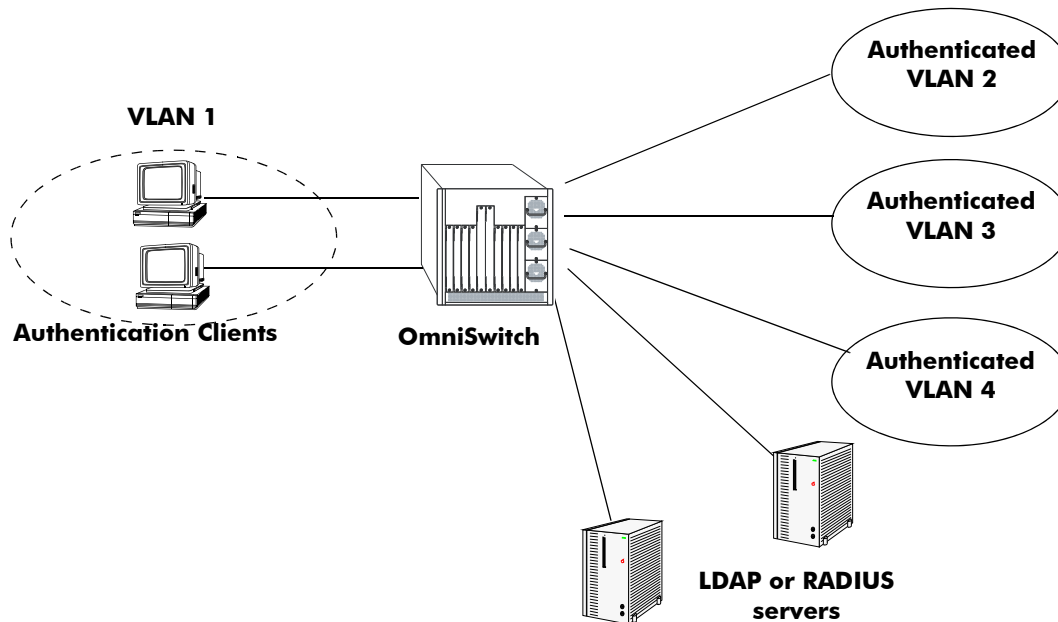 Authenticated
VLAN 2
VLAN 1
Authenticated
VLAN 3
Authentication Clients
OmniSwitch
Authenticated
VLAN 4
LDAP or RADIUS
servers